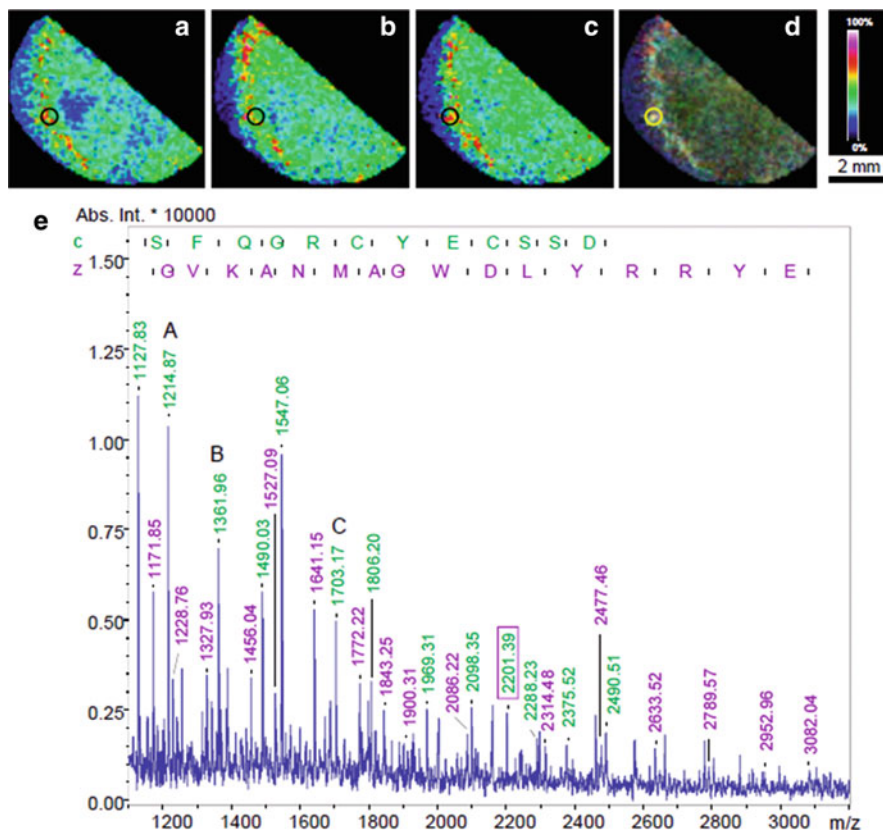 a
b
c
d
100%
0%
2 mm
e
Abs. Int. * 10000
c | S | F | Q | G | R | C | Y | E | C | S | S | D |
z | G | V | K | A | N | M | A | G | W | D | L | Y | R | R | Y | E |
1.50
1.25
1.00
0.75
0.50
0.25
0.00
1127.83
A
1214.87
B
1361.96
1490.03
1527.09
1547.06
C
1703.17
1806.20
1171.85
1228.76
1327.93
1456.04
1641.15
1772.22
1843.25
1900.31
1969.31
2086.22
2098.35
2201.39
2288.23
2314.48
2375.52
2477.46
2490.51
2633.52
2789.57
2952.96
3082.04
1200 1400 1600 1800 2000 2200 2400 2600 2800 3000 m/z